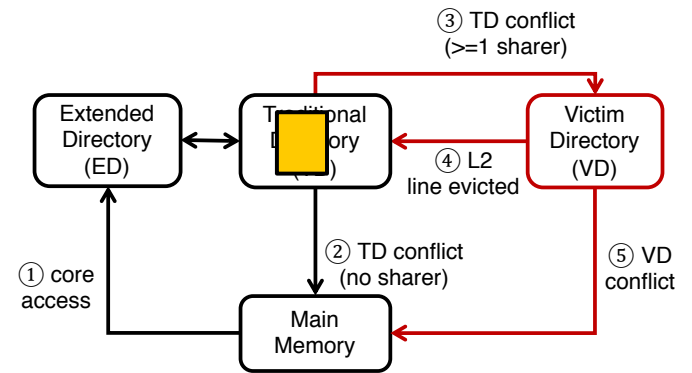 ③ TD conflict
(>=1 sharer)
Extended
Directory
(ED)
Victim
Directory
(VD)
④ L2
line evicted
② TD conflict
(no sharer)
① core
access
⑤ VD
conflict
Main
Memory